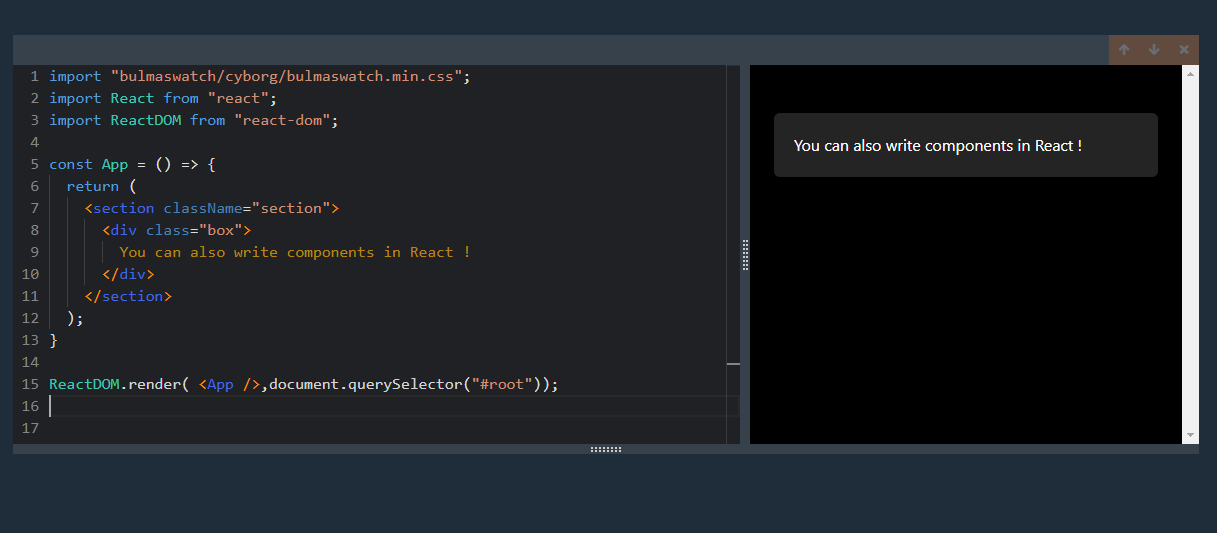 1 import "bulmaswatch/cyborg/bulmaswatch.min.css";
2 import React from "react";
3 import ReactDOM from "react-dom";
4
5 const App = () => {
6   return (
7     <section className="section">
8       <div class="box">
9         You can also write components in React !
10       </div>
11     </section>
12   );
13 }
14
15 ReactDOM.render( <App />,document.querySelector("#root"));
16
17
You can also write components in React !